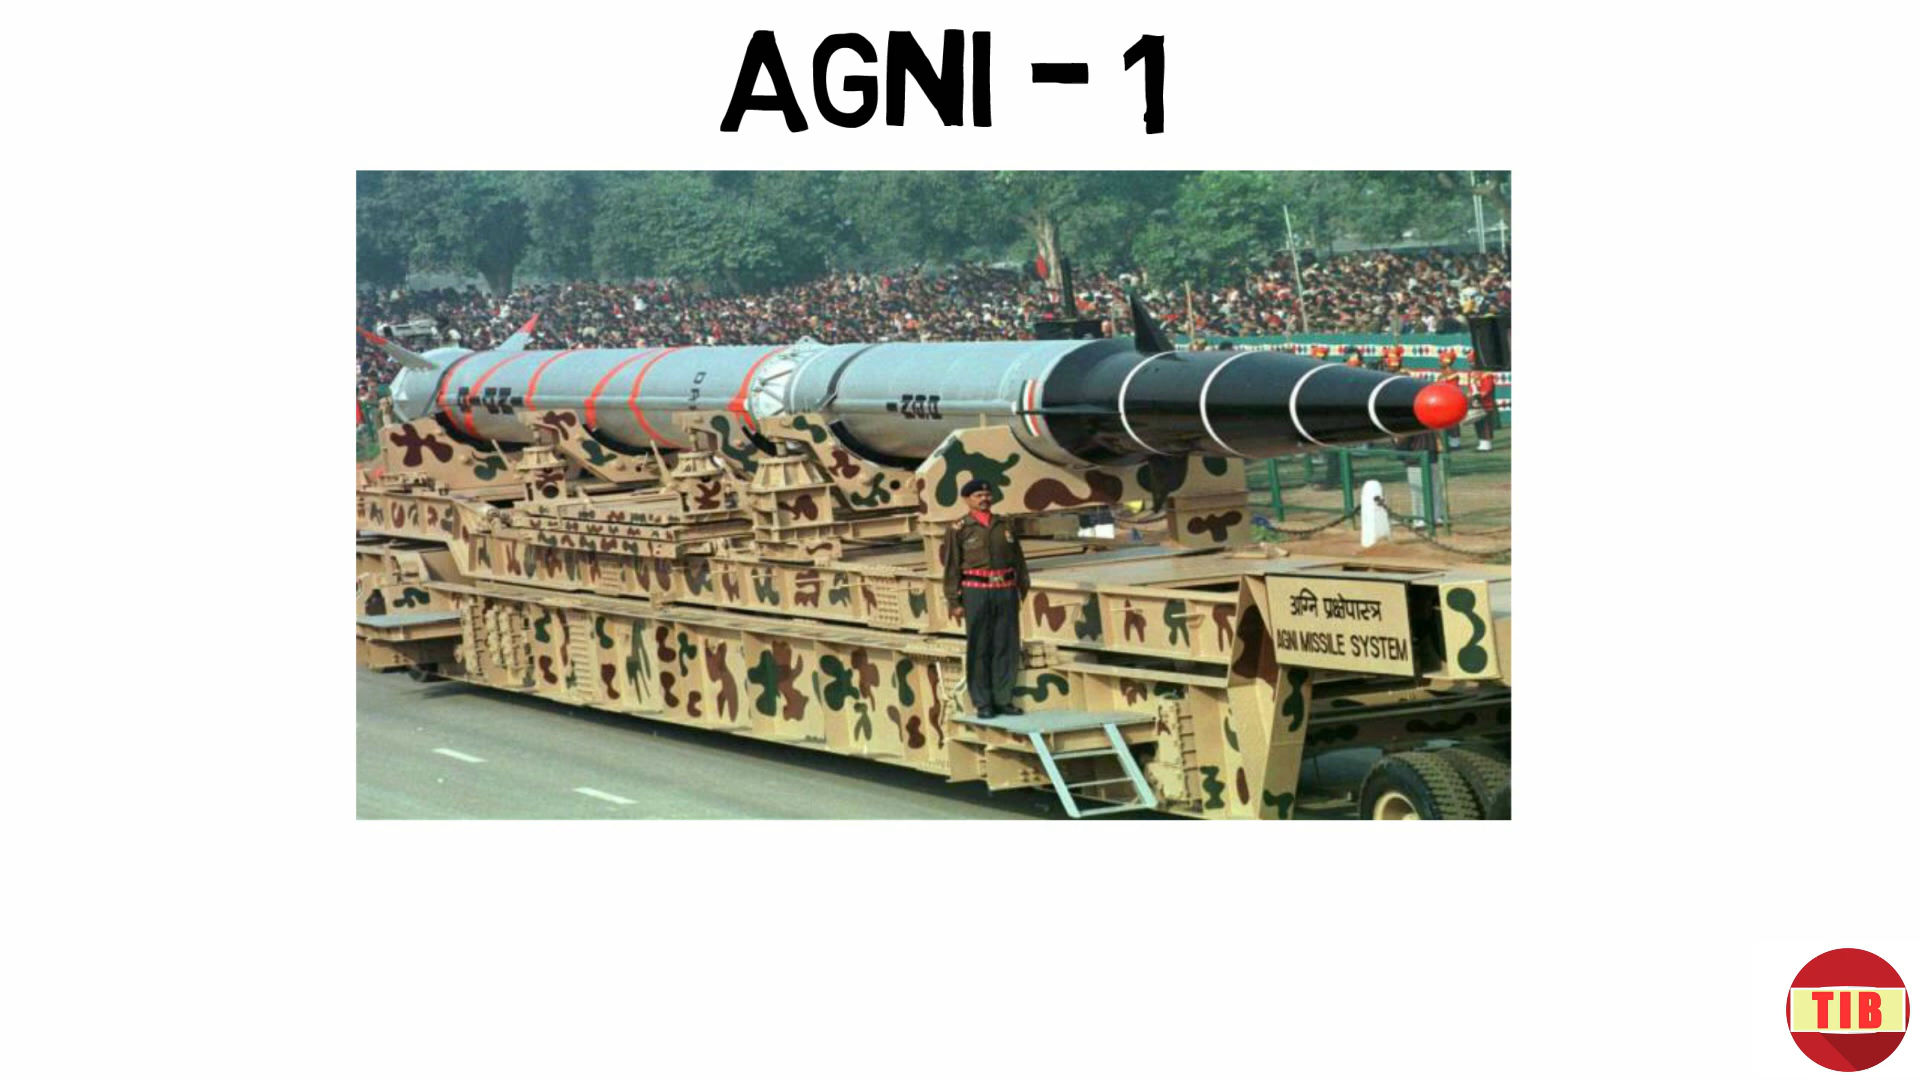 AGNI - 1
अग्नि प्रक्षेपास्त्र
AGNI MISSILE SYSTEM
TIB